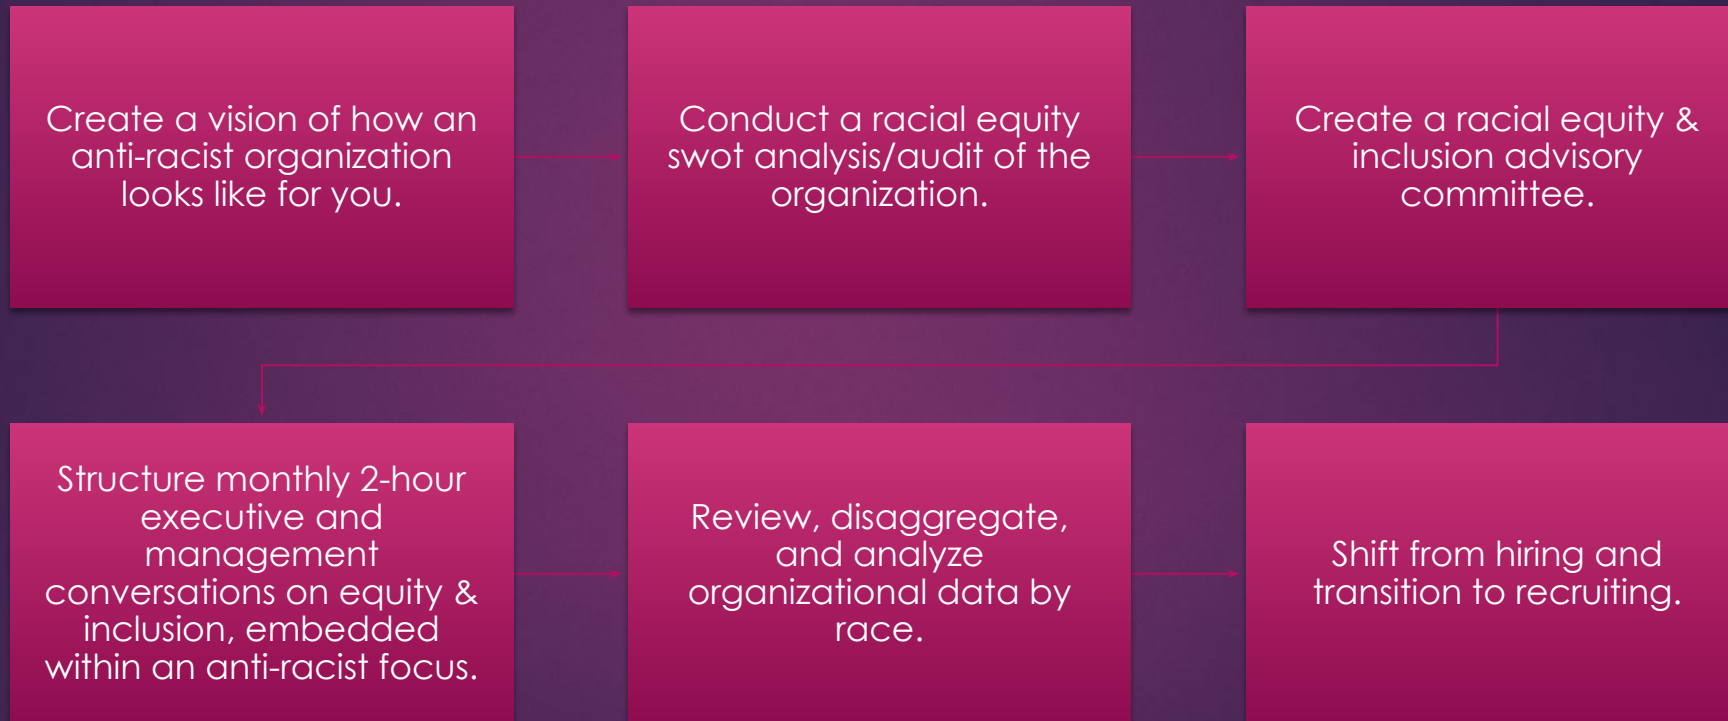 Create a vision of how an
anti-racist organization
looks like for you.
Conduct a racial equity
swot analysis/audit of the
organization.
Create a racial equity &
inclusion advisory
committee.
Structure monthly 2-hour
executive and
management
conversations on equity &
inclusion, embedded
within an anti-racist focus.
Review, disaggregate,
and analyze
organizational data by
race.
Shift from hiring and
transition to recruiting.